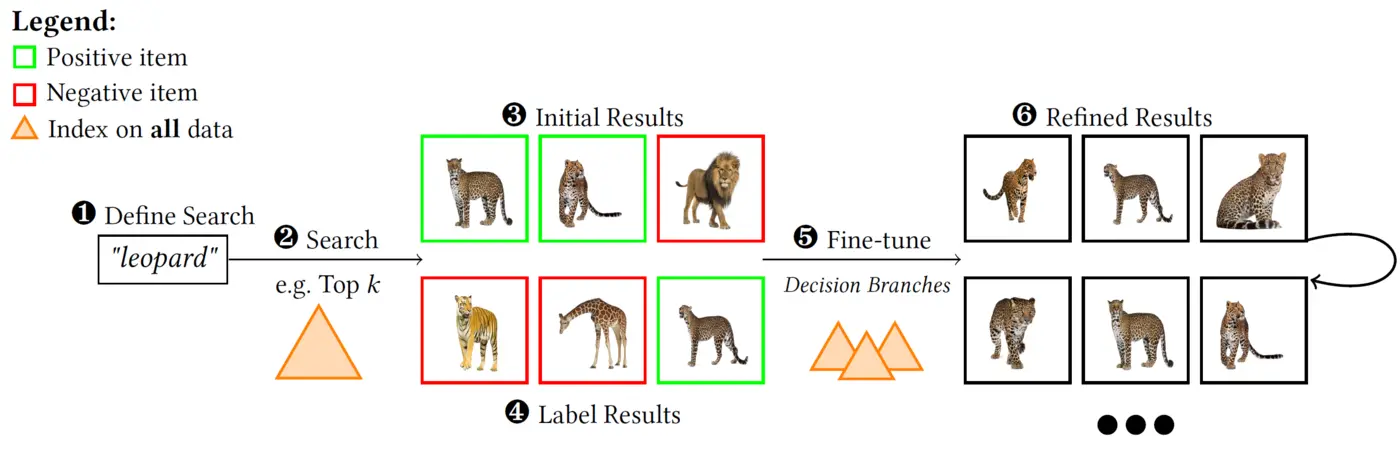 Legend:
Positive item
Negative item
Index on all data
❶ Define Search
"leopard"
❷ Search
e.g. Top k
❸ Initial Results
❹ Label Results
❺ Fine-tune
Decision Branches
❻ Refined Results